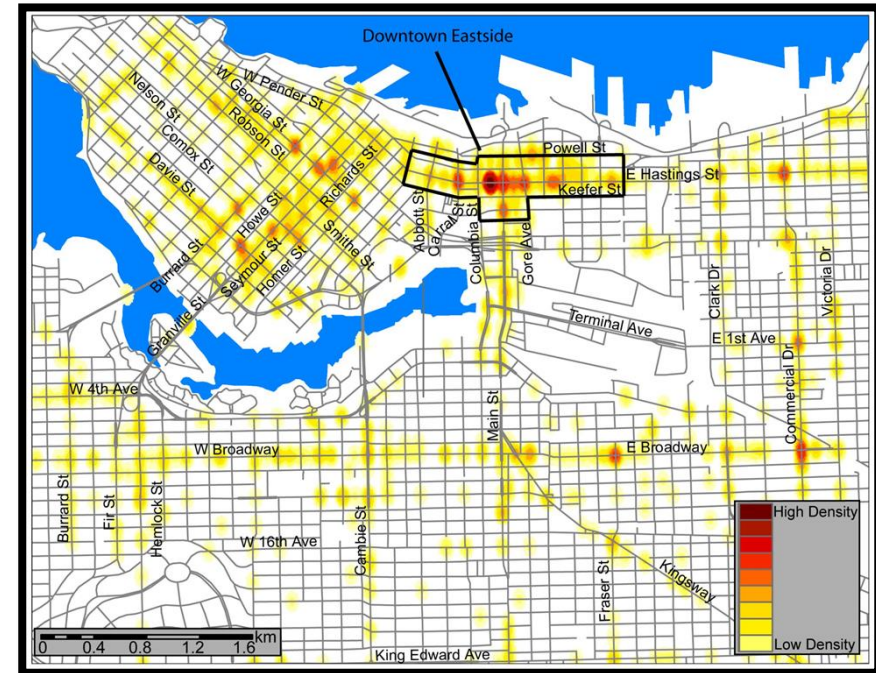 Downtown Eastside
W Pender St
W Georgia St
Robson St
Nelson St
Comox St
Davie St
Richards St
Howe St
Smithe St
Burrard St
Seymour St
Homer St
Granville St
Powell St
E Hastings St
Keefer St
Abbott St
Carral St
Columbia St
Gore Ave
Clark Dr
Victoria Dr
Terminal Ave
E 1st Ave
Commercial Dr
W 4th Ave
Main St
W Broadway
E Broadway
Burrard St
Fir St
Hemlock St
Cambie St
W 16th Ave
Fraser St
Kingsway
King Edward Ave
High Density
Low Density
km
0 0.4 0.8 1.2 1.6